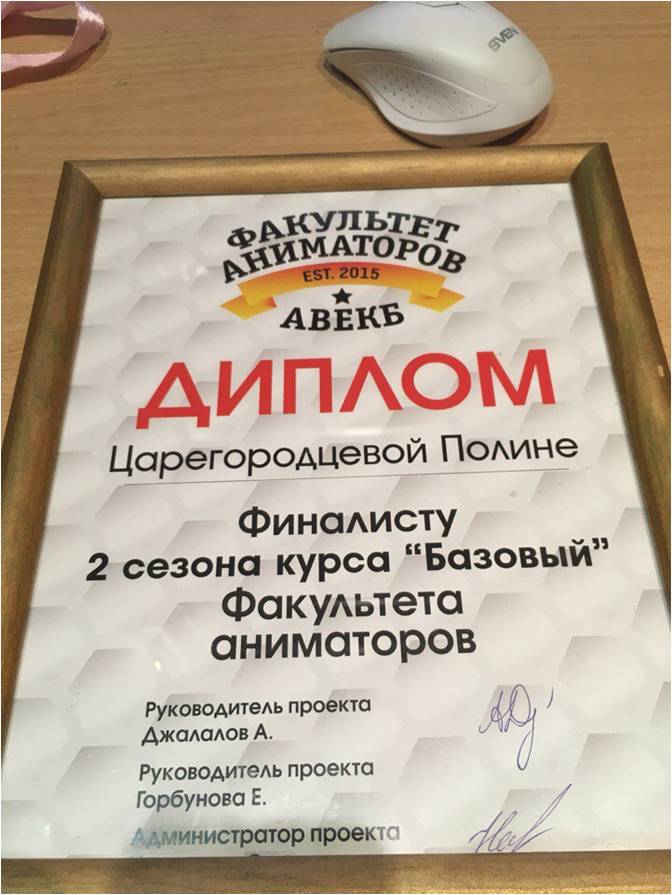 SVEN
ФАКУЛЬТЕТ
АНИМАТОРОВ
EST. 2015
АВЕКБ
ДИПЛОМ
Царегородцевой Полине
Финалисту
2 сезона курса “Базовый”
Факультета
аниматоров
Руководитель проекта
Джалалов А.
Руководитель проекта
Горбунова Е.
Администратор проекта